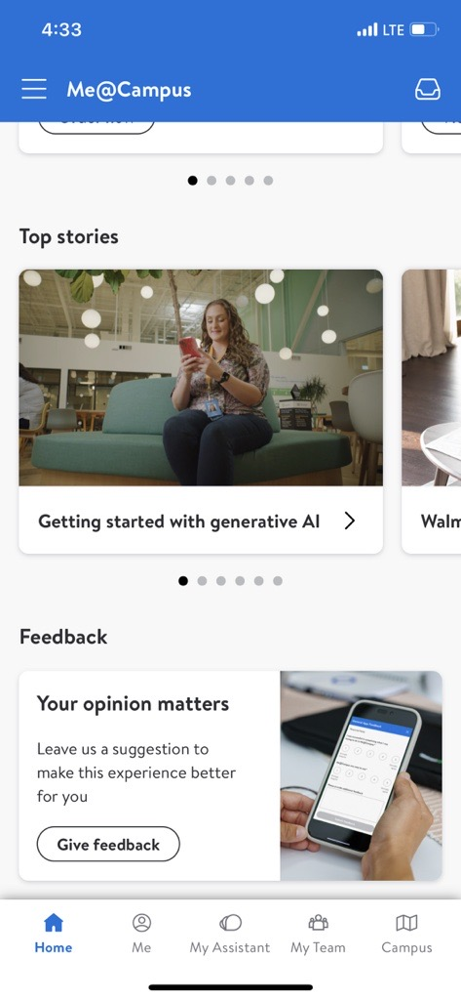 4:33
LTE
Me@Campus
Top stories
Getting started with generative AI
Walm
Feedback
Your opinion matters
Leave us a suggestion to
make this experience better
for you
Give feedback
Home
Me
My Assistant
My Team
Campus